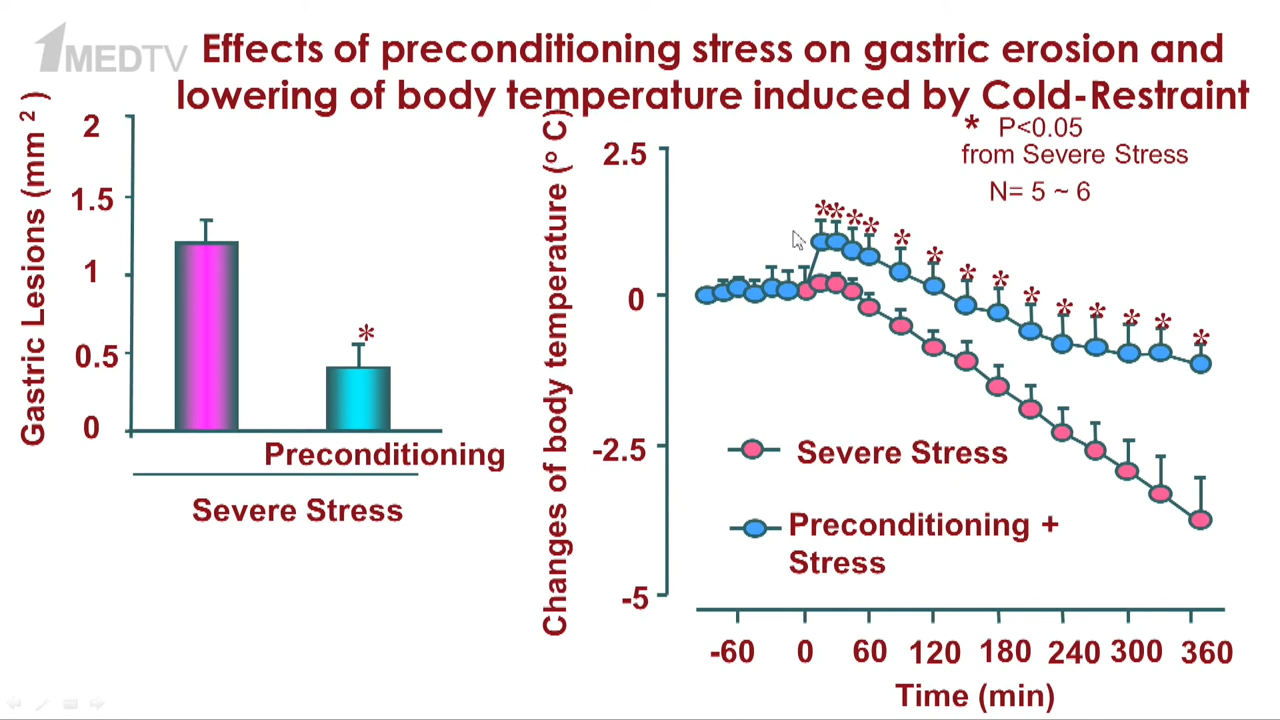 1MEDTV
Effects of preconditioning stress on gastric erosion and
lowering of body temperature induced by Cold-Restraint
* P<0.05
from Severe Stress
N= 5 ~ 6
Gastric Lesions (mm 2 )
2
1.5
1
0.5
0
*
Preconditioning
Severe Stress
Changes of body temperature (º C)
2.5
0
-2.5
-5
* * * * * * * * * * * * * *
Severe Stress
Preconditioning +
Stress
-60 0 60 120 180 240 300 360
Time (min)